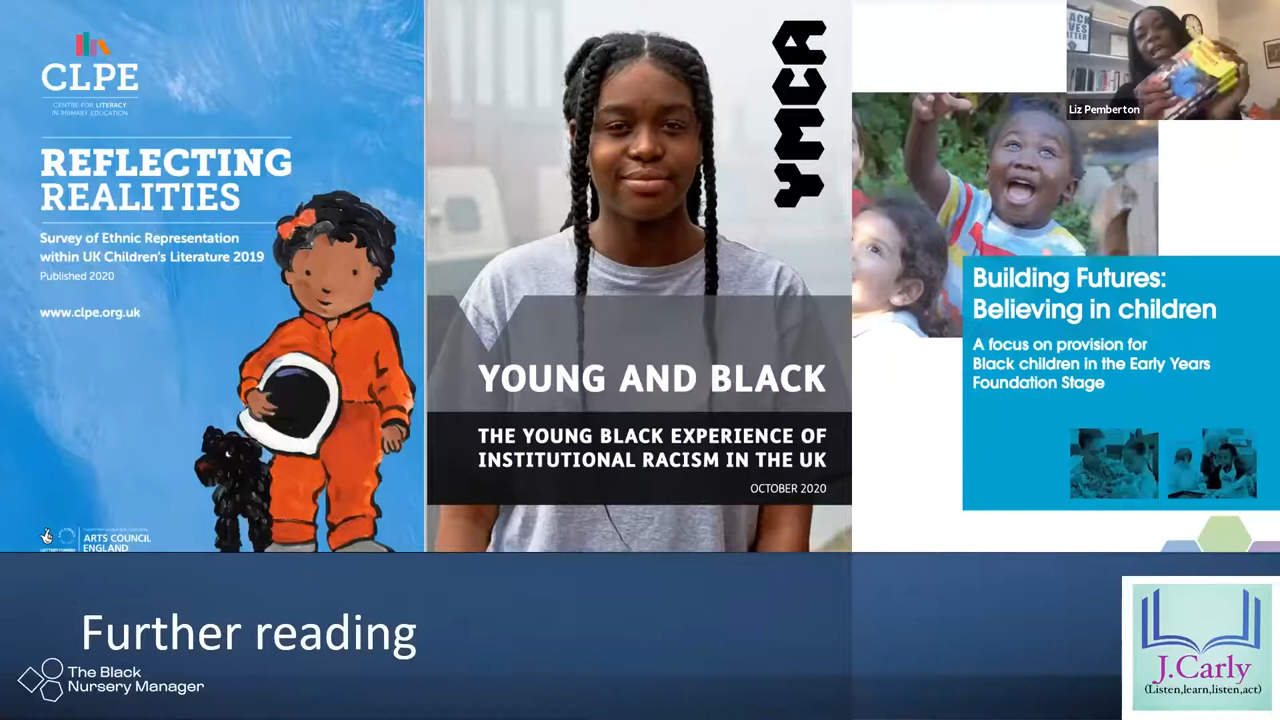 CLPE
CENTRE FOR LITERACY
IN PRIMARY EDUCATION
REFLECTING
REALITIES
Survey of Ethnic Representation
within UK Children's Literature 2019
Published 2020
www.clpe.org.uk
ARTS COUNCIL
ENGLAND
YMCA
YOUNG AND BLACK
THE YOUNG BLACK EXPERIENCE OF
INSTITUTIONAL RACISM IN THE UK
OCTOBER 2020
Liz Pemberton
Building Futures:
Believing in children
A focus on provision for
Black children in the Early Years
Foundation Stage
Further reading
The Black
Nursery Manager
J.Carly
(Listen,learn,listen,act)